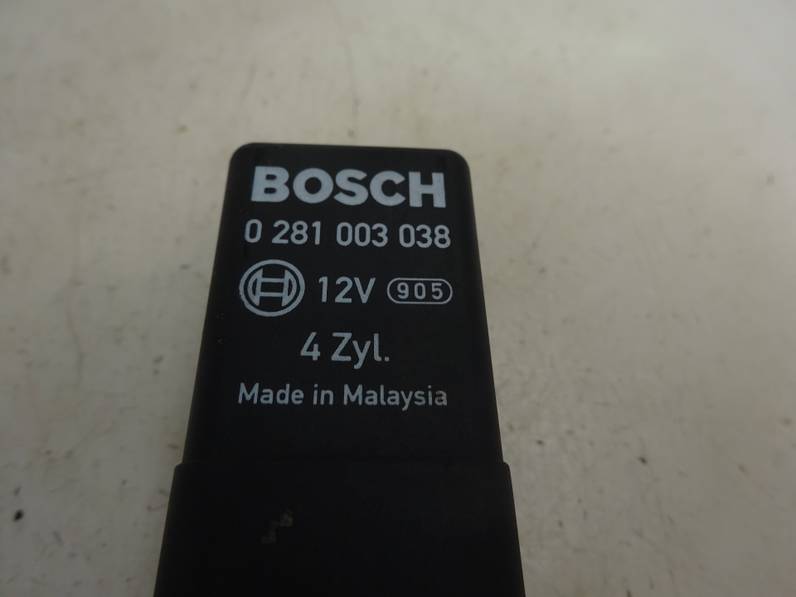 BOSCH
0 281 003 038
12V 905
4 Zyl.
Made in Malaysia